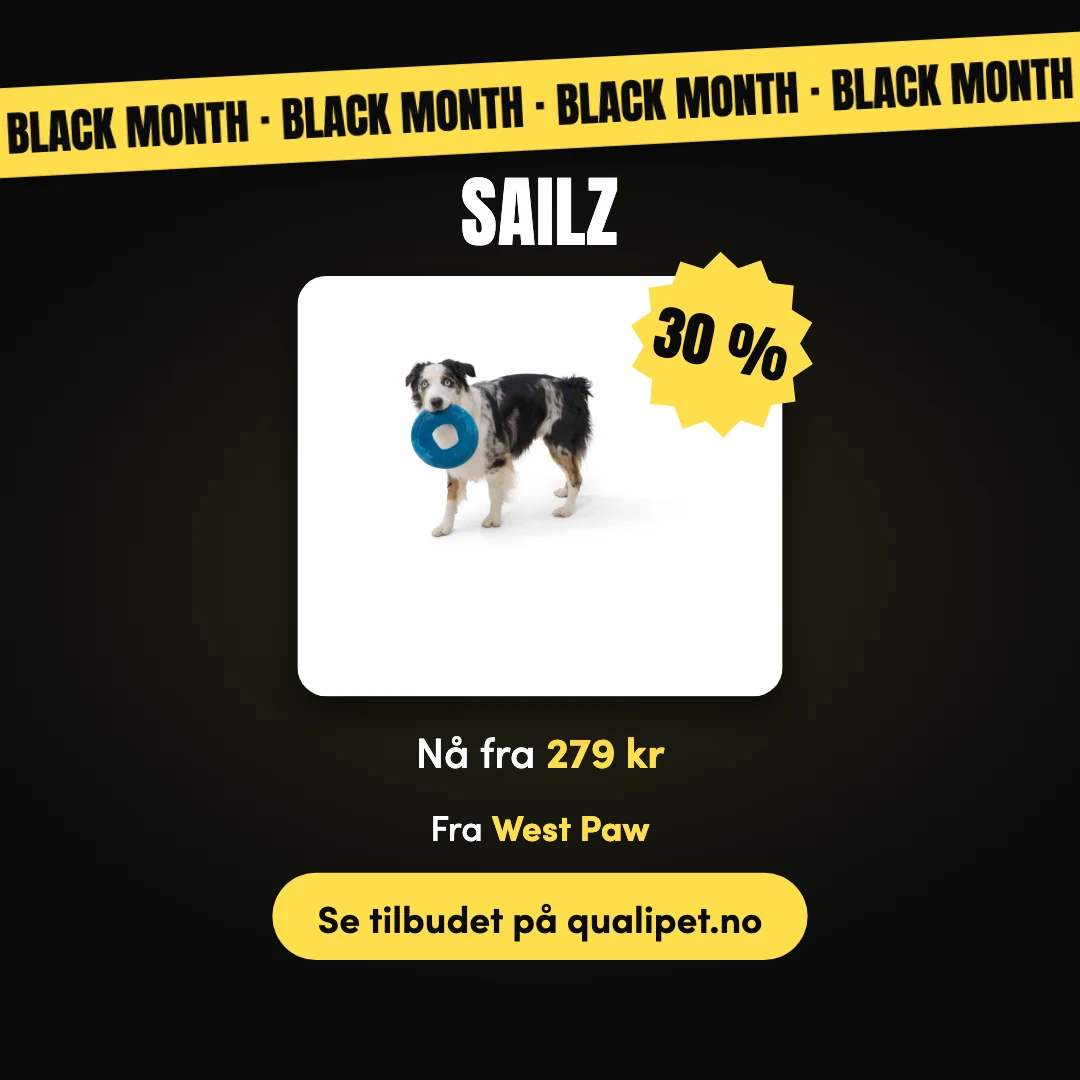 BLACK MONTH · BLACK MONTH · BLACK MONTH · BLACK MONTH
SAILZ
30 %
Nå fra 279 kr
Fra West Paw
Se tilbudet på qualipet.no